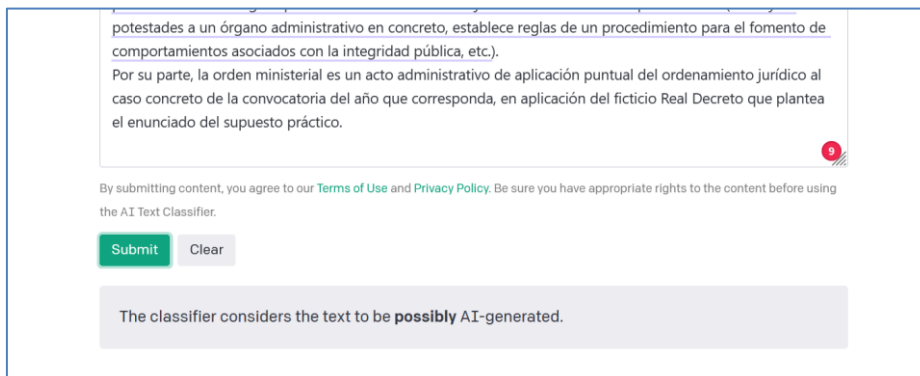 potestades a un órgano administrativo en concreto, establece reglas de un procedimiento para el fomento de
comportamientos asociados con la integridad pública, etc.).
Por su parte, la orden ministerial es un acto administrativo de aplicación puntual del ordenamiento jurídico al
caso concreto de la convocatoria del año que corresponda, en aplicación del ficticio Real Decreto que plantea
el enunciado del supuesto práctico.
9
By submitting content, you agree to our Terms of Use and Privacy Policy. Be sure you have appropriate rights to the content before using
the AI Text Classifier.
Submit Clear
The classifier considers the text to be possibly AI-generated.